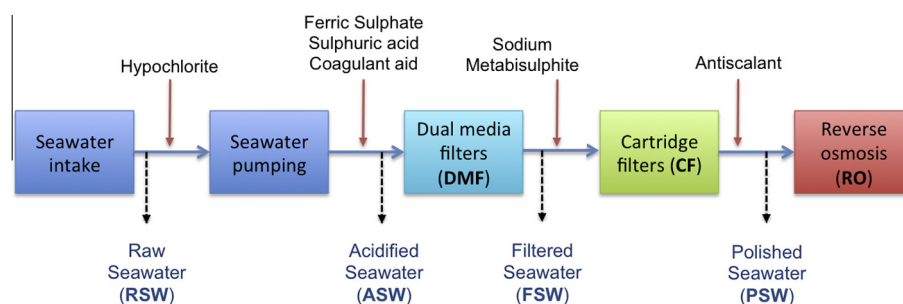 Hypochlorite
Ferric Sulphate
Sulphuric acid
Coagulant aid
Sodium
Metabisulphite
Antiscalant
Seawater
intake
Seawater
pumping
Dual media
filters
(DMF)
Cartridge
filters (CF)
Reverse
osmosis
(RO)
Raw
Seawater
(RSW)
Acidified
Seawater
(ASW)
Filtered
Seawater
(FSW)
Polished
Seawater
(PSW)